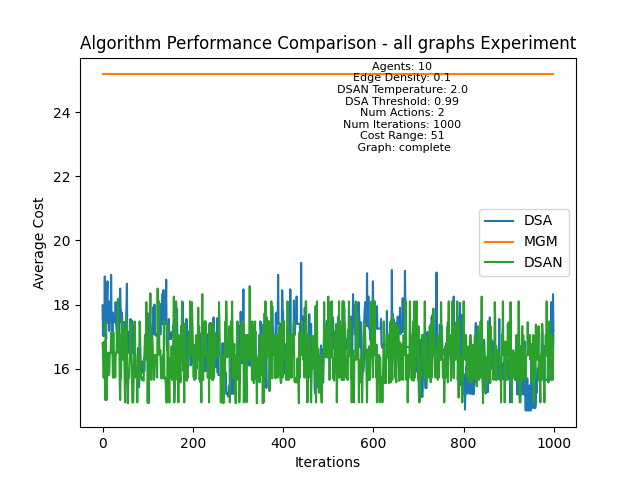 Algorithm Performance Comparison - all graphs Experiment
Agents: 10
Edge Density: 0.1
DSAN Temperature: 2.0
DSA Threshold: 0.99
Num Actions: 2
Num Iterations: 1000
Cost Range: 51
Graph: complete
24
22
20
18
16
Average Cost
DSA
MGM
DSAN
0 200 400 600 800 1000
Iterations